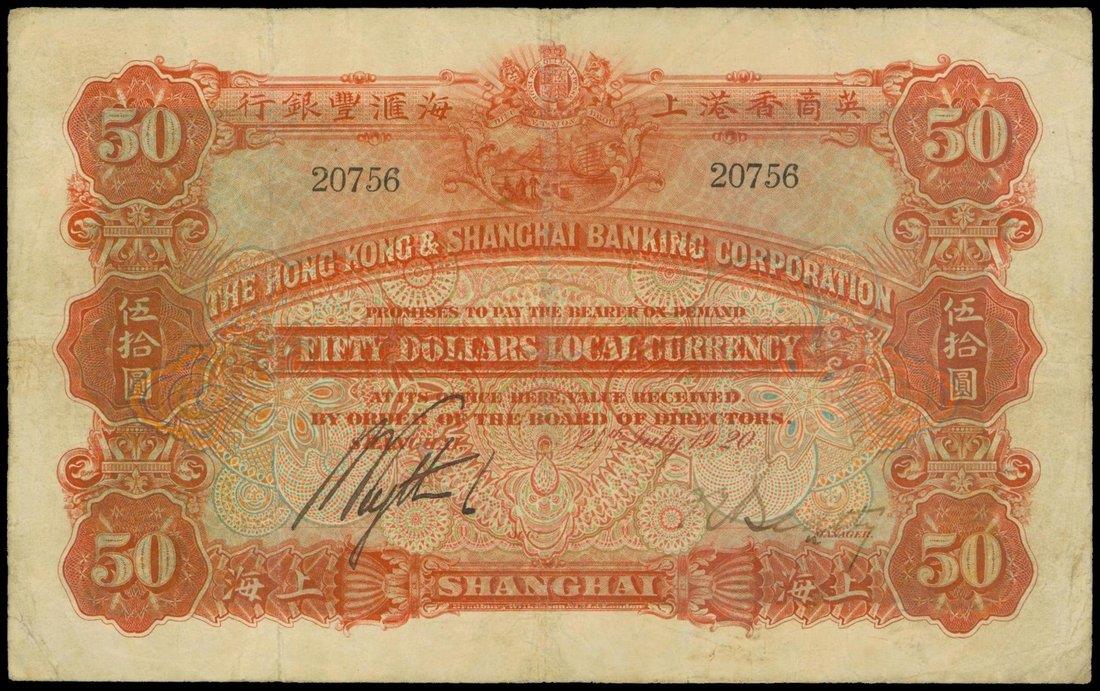 50
50
英商香港上海滙豐銀行
20756
20756
THE HONG KONG & SHANGHAI BANKING CORPORATION
PROMISES TO PAY THE BEARER ON DEMAND
FIFTY DOLLARS LOCAL CURRENCY
伍拾圓
伍拾圓
AT ITS OFFICE HERE, VALUE RECEIVED.
BY ORDER OF THE BOARD OF DIRECTORS,
July 1920
MANAGER.
50
上海
SHANGHAI
上海
50